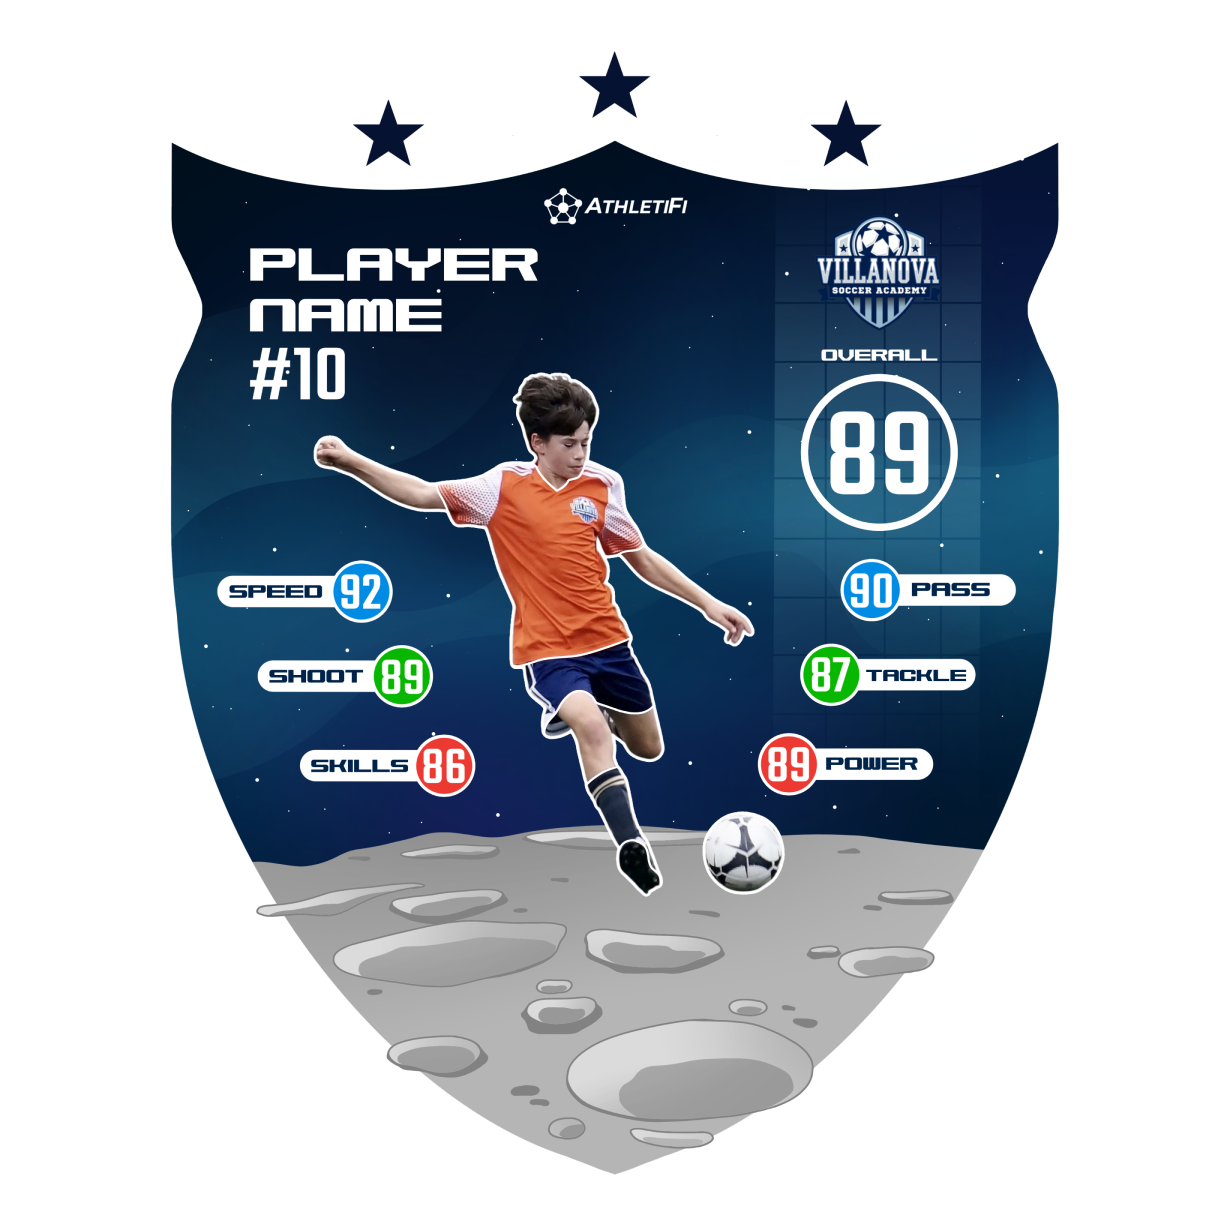 ATHLETIFI
PLAYER
NAME
#10
VILLANOVA
SOCCER ACADEMY
OVERALL
89
VILLANOVA
SPEED 92
90 PASS
SHOOT 89
87 TACKLE
SKILLS 86
89 POWER